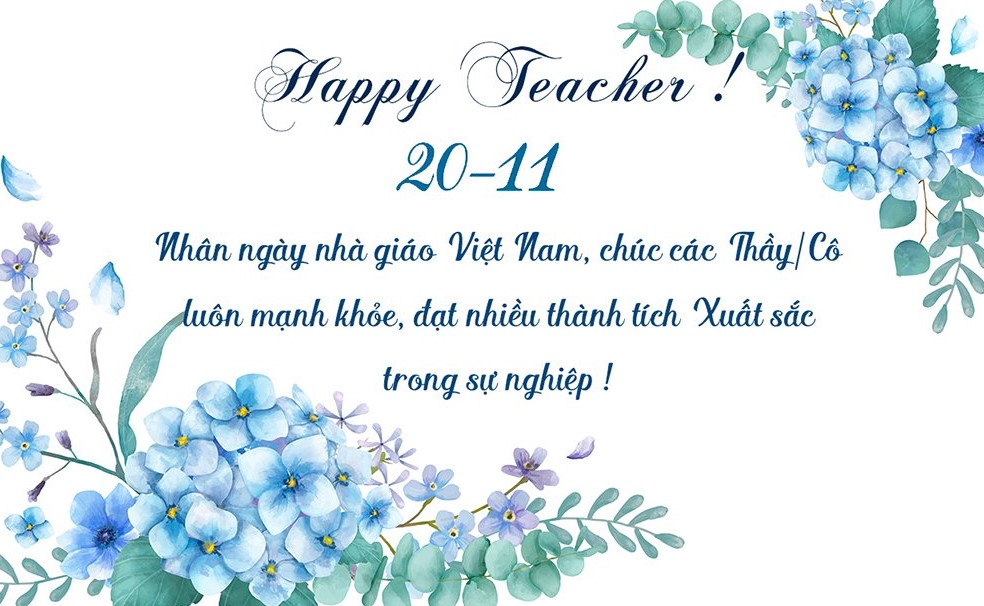 Happy Teacher !
20-11
Nhân ngày nhà giáo Việt Nam, chúc các Thầy/Cô
luôn mạnh khỏe, đạt nhiều thành tích Xuất sắc
trong sự nghiệp !